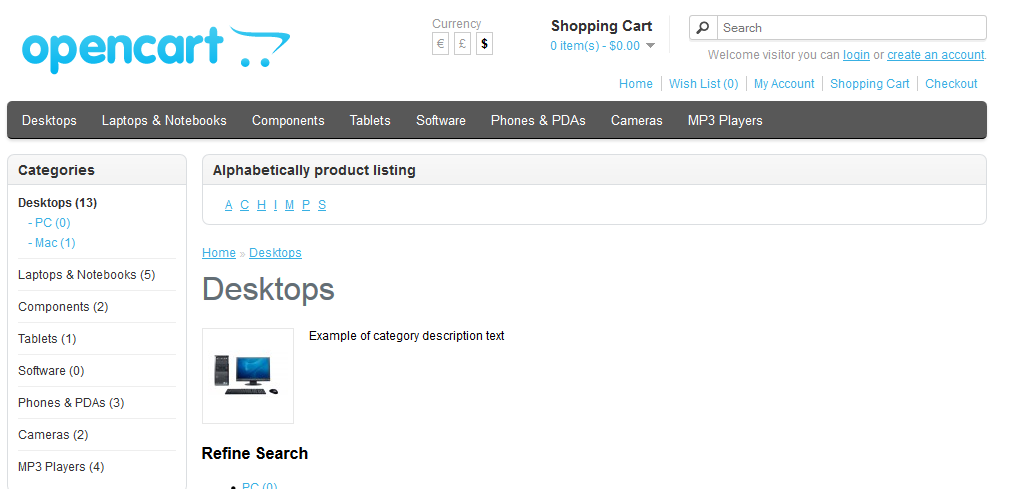 opencart
Currency
€ £ $
Shopping Cart
0 item(s) - $0.00
Search
Welcome visitor you can login or create an account.
Home Wish List (0) My Account Shopping Cart Checkout
Desktops Laptops & Notebooks Components Tablets Software Phones & PDAs Cameras MP3 Players
Categories
Desktops (13)
- PC (0)
- Mac (1)
Laptops & Notebooks (5)
Components (2)
Tablets (1)
Software (0)
Phones & PDAs (3)
Cameras (2)
MP3 Players (4)
Alphabetically product listing
A C H I M P S
Home » Desktops
Desktops
Example of category description text
Refine Search
• PC (0)